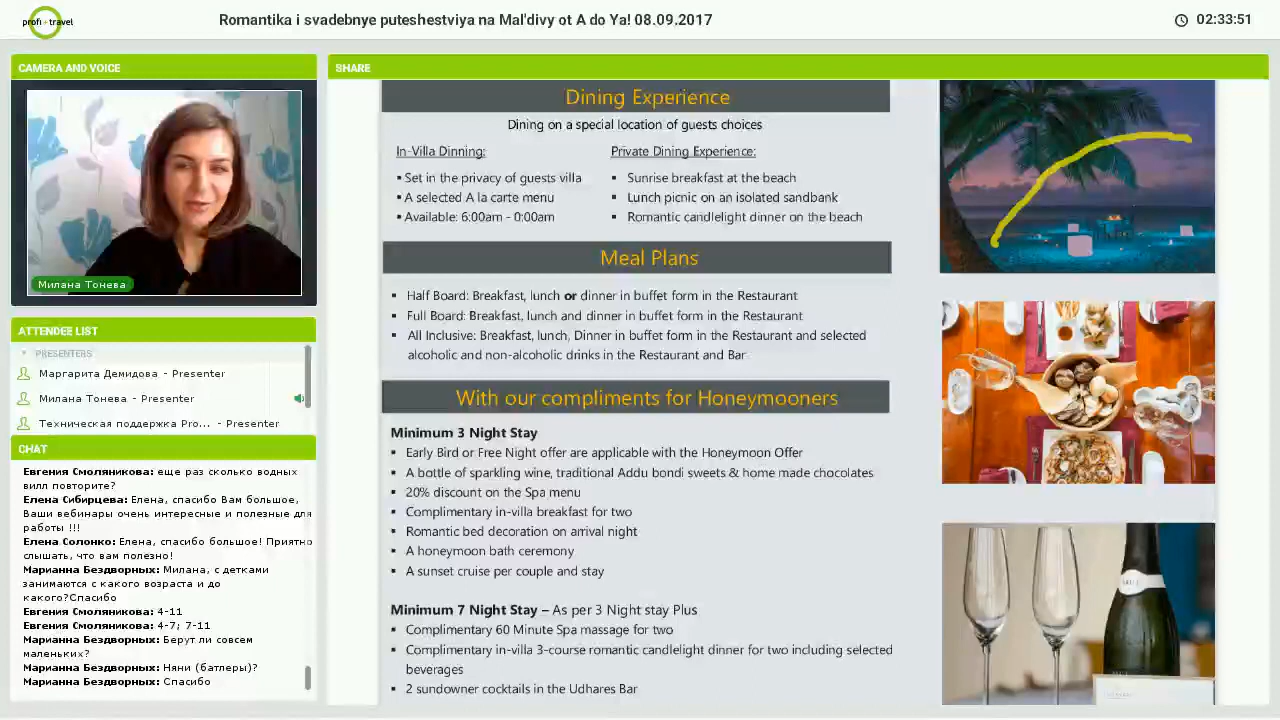 profi travel
Romantika i svadebnye puteshestviya na Mal'divy ot A do Ya! 08.09.2017
02:33:51
CAMERA AND VOICE
Милана Тонева
ATTENDEE LIST
PRESENTERS
Маргарита Демидова - Presenter
Милана Тонева - Presenter
Техническая поддержка Pro... - Presenter
CHAT
Евгения Смоляникова: еще раз сколько водных
вилл повторите?
Елена Сибирцева: Елена, спасибо Вам большое,
Ваши вебинары очень интересные и полезные для
работы !!!
Елена Солонко: Елена, спасибо большое! Приятно
слышать, что вам полезно!
Марианна Бездворных: Милана, с детками
занимаются с какого возраста и до
какого?Спасибо
Евгения Смоляникова: 4-11
Евгения Смоляникова: 4-7; 7-11
Марианна Бездворных: Берут ли совсем
маленьких?
Марианна Бездворных: Няни (батлеры)?
Марианна Бездворных: Спасибо
SHARE
Dining Experience
Dining on a special location of guests choices
In-Villa Dinning:
▪ Set in the privacy of guests villa
▪ A selected A la carte menu
▪ Available: 6:00am - 0:00am
Private Dining Experience:
▪ Sunrise breakfast at the beach
▪ Lunch picnic on an isolated sandbank
▪ Romantic candlelight dinner on the beach
Meal Plans
▪ Half Board: Breakfast, lunch or dinner in buffet form in the Restaurant
▪ Full Board: Breakfast, lunch and dinner in buffet form in the Restaurant
▪ All Inclusive: Breakfast, lunch, Dinner in buffet form in the Restaurant and selected
alcoholic and non-alcoholic drinks in the Restaurant and Bar
With our compliments for Honeymooners
Minimum 3 Night Stay
▪ Early Bird or Free Night offer are applicable with the Honeymoon Offer
▪ A bottle of sparkling wine, traditional Addu bondi sweets & home made chocolates
▪ 20% discount on the Spa menu
▪ Complimentary in-villa breakfast for two
▪ Romantic bed decoration on arrival night
▪ A honeymoon bath ceremony
▪ A sunset cruise per couple and stay
Minimum 7 Night Stay – As per 3 Night stay Plus
▪ Complimentary 60 Minute Spa massage for two
▪ Complimentary in-villa 3-course romantic candlelight dinner for two including selected
beverages
▪ 2 sundowner cocktails in the Udhares Bar